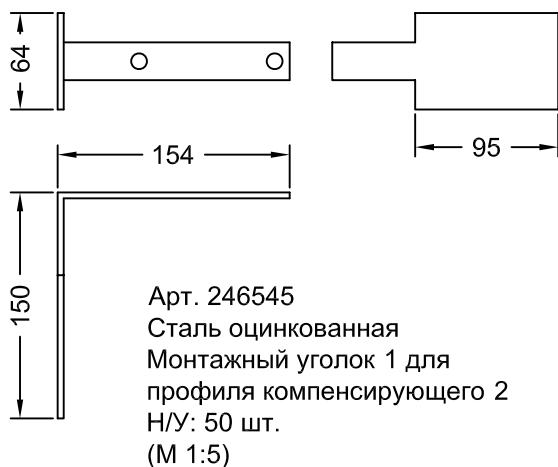 64
154
95
150
Арт. 246545
Сталь оцинкованная
Монтажный уголок 1 для
профиля компенсирующего 2
Н/У: 50 шт.
(М 1:5)